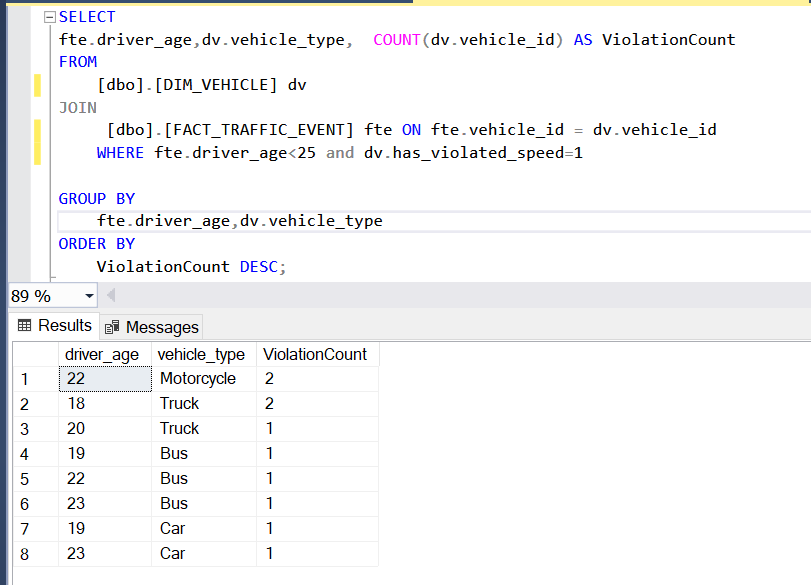 SELECT
fte.driver_age,dv.vehicle_type,  COUNT(dv.vehicle_id) AS ViolationCount
FROM
[dbo].[DIM_VEHICLE] dv
JOIN
[dbo].[FACT_TRAFFIC_EVENT] fte ON fte.vehicle_id = dv.vehicle_id
WHERE fte.driver_age<25 and dv.has_violated_speed=1
GROUP BY
fte.driver_age,dv.vehicle_type
ORDER BY
ViolationCount DESC;
89 %
Results Messages
driver_age vehicle_type ViolationCount
1 22 Motorcycle 2
2 18 Truck 2
3 20 Truck 1
4 19 Bus 1
5 22 Bus 1
6 23 Bus 1
7 19 Car 1
8 23 Car 1